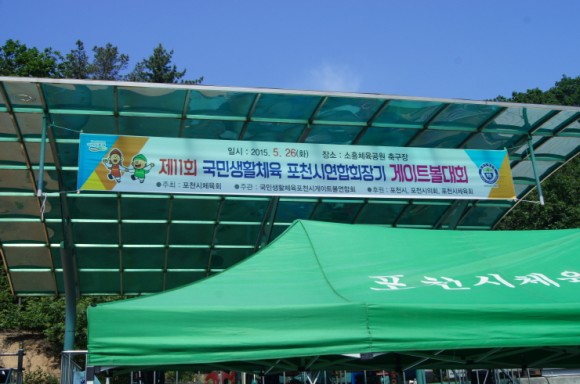 일시 : 2015. 5. 26(화) 장소 : 소흘체육공원 축구장
제11회 국민생활체육 포천시연합회장기 게이트볼대회
●주최 : 포천시체육회 ●주관 : 국민생활체육포천시게이트볼연합회 ●후원 : 포천시, 포천시의회, 포천시체육회
포천시체육